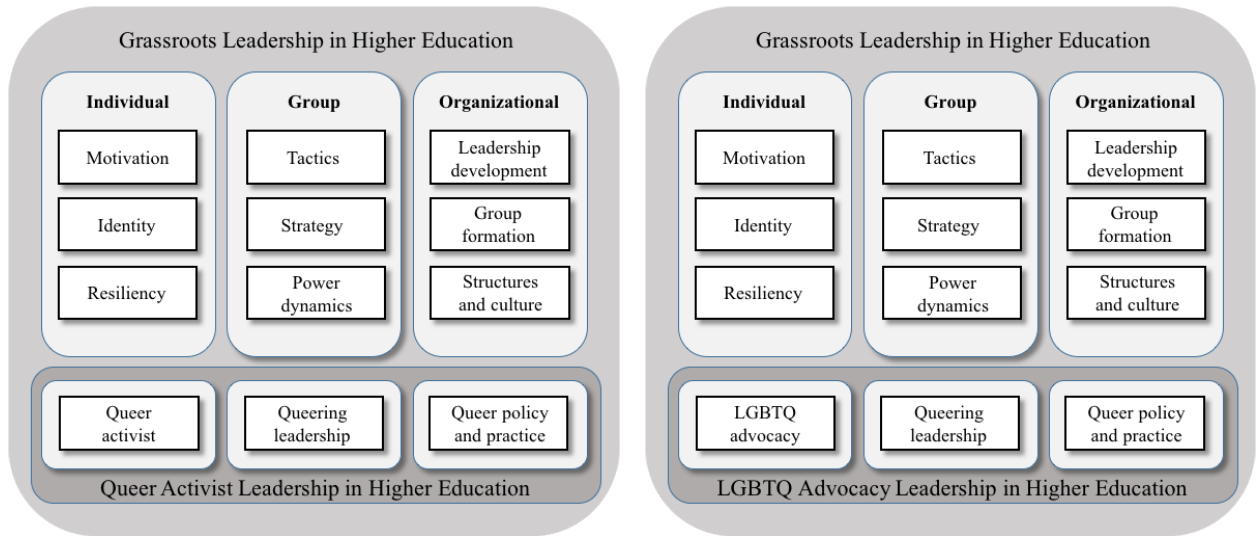 Grassroots Leadership in Higher Education
Individual
Motivation
Identity
Resiliency
Group
Tactics
Strategy
Power
dynamics
Organizational
Leadership
development
Group
formation
Structures
and culture
Queer
activist
Queering
leadership
Queer policy
and practice
Queer Activist Leadership in Higher Education
Grassroots Leadership in Higher Education
Individual
Motivation
Identity
Resiliency
Group
Tactics
Strategy
Power
dynamics
Organizational
Leadership
development
Group
formation
Structures
and culture
LGBTQ
advocacy
Queering
leadership
Queer policy
and practice
LGBTQ Advocacy Leadership in Higher Education